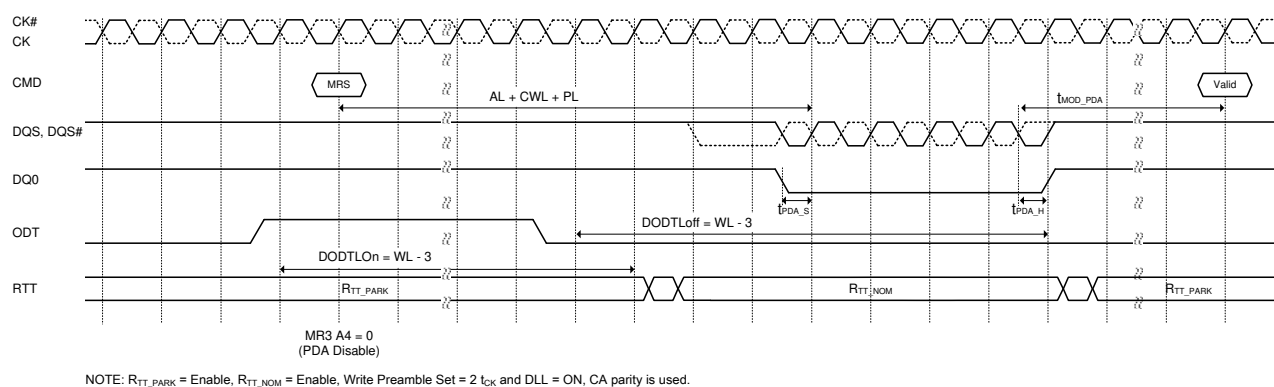 CK#
CK
CMD
MRS
Valid
AL + CWL + PL
tMOD_PDA
DQS, DQS#
DQ0
tPDA_S
tPDA_H
ODT
DODTLoff = WL - 3
DODTLOn = WL - 3
RTT
RTT_PARK
RTT_NOM
RTT_PARK
MR3 A4 = 0
(PDA Disable)
NOTE: RTT_PARK = Enable, RTT_NOM = Enable, Write Preamble Set = 2 tCK and DLL = ON, CA parity is used.